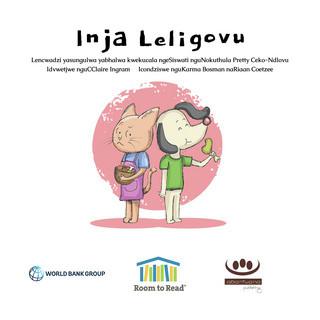 Inja Leligovu
Lencwadzi yasungulwa yabhalwa kwekucala ngeSiswati nguNokuthula Pretty Ceko-Ndlovu
Idvwetjwe nguCClaire Ingram Icondziswe nguKarma Bosman naRiaan Coetzee
WORLD BANK GROUP
Room to Read®